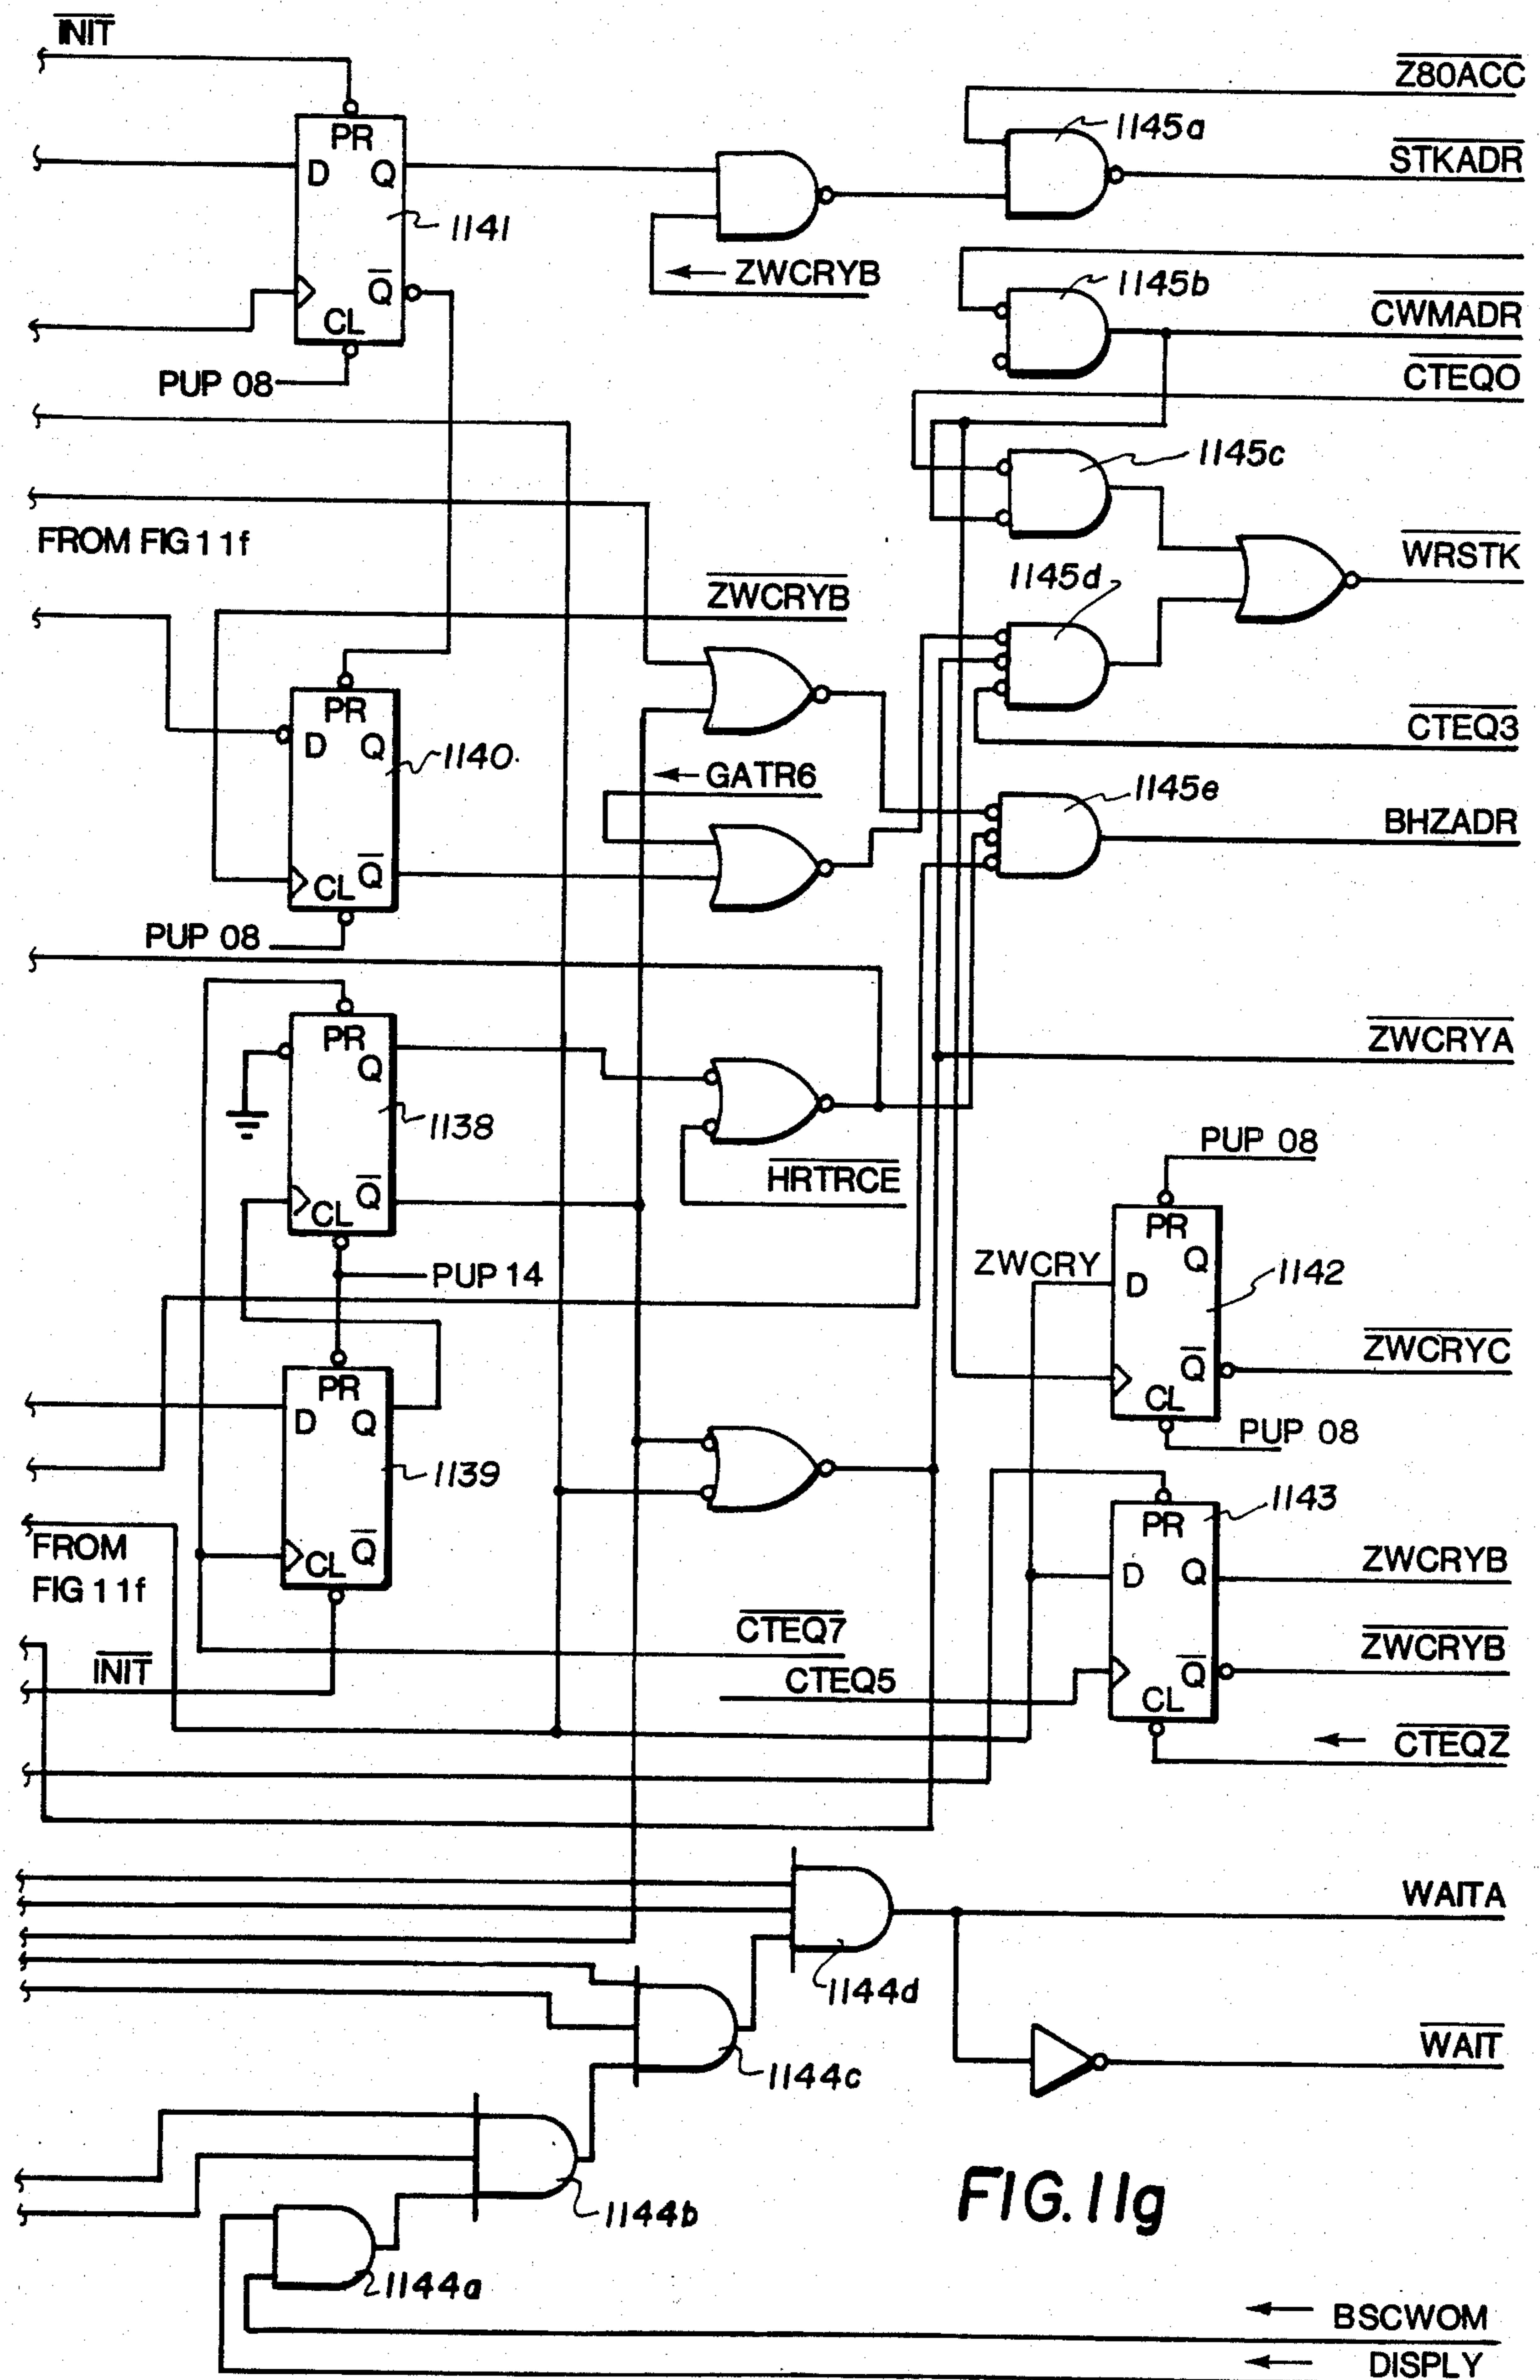 INIT
Z80ACC
PR
1145a
D
Q
STKADR
1141
ZWCRYB
1145b
Q
CL
CWMADR
PUP 08
CTEQ0
1145c
FROM FIG 11f
WRSTK
1145d
ZWCRYB
PR
D
Q
1140
CTEQ3
GATR6
1145e
BHZADR
Q
CL
PUP 08
PR
Q
ZWCRYA
1138
PUP 08
HRTRCE
Q
CL
PR
Q
ZWCRY
D
1142
PUP 14
ZWCRYC
Q
CL
PR
D
Q
PUP 08
1139
1143
PR
FROM
FIG 11f
Q
CL
D
Q
ZWCRYB
CTEQ7
ZWCRYB
INIT
CTEQ5
Q
CL
CTEQZ
WAITA
1144d
WAIT
1144c
1144b
FIG. 11g
1144a
BSCWOM
DISPLY